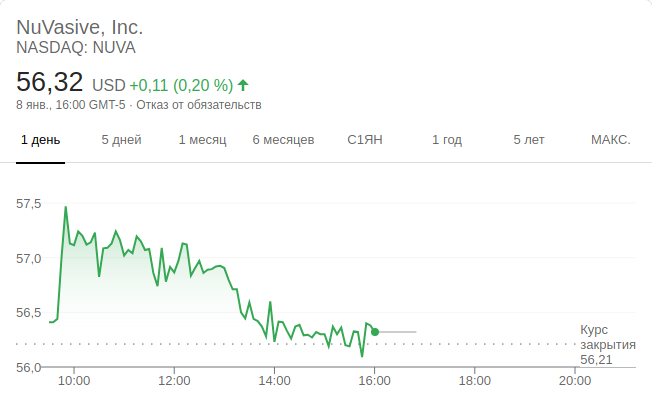 NuVasive, Inc.
NASDAQ: NUVA
56,32 USD +0,11 (0,20 %)
8 янв., 16:00 GMT-5 · Отказ от обязательств
1 день 5 дней 1 месяц 6 месяцев С1ЯН 1 год 5 лет МАКС.
57,5
57,0
56,5
Курс
закрытия
56,21
56,0
10:00 12:00 14:00 16:00 18:00 20:00